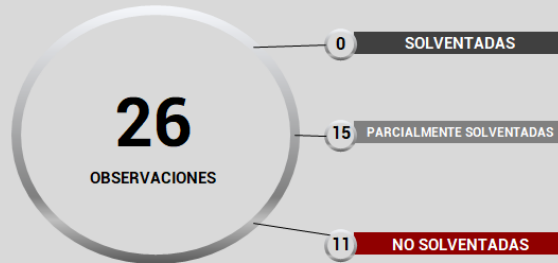 26
OBSERVACIONES
0 SOLVENTADAS
15 PARCIALMENTE SOLVENTADAS
11 NO SOLVENTADAS